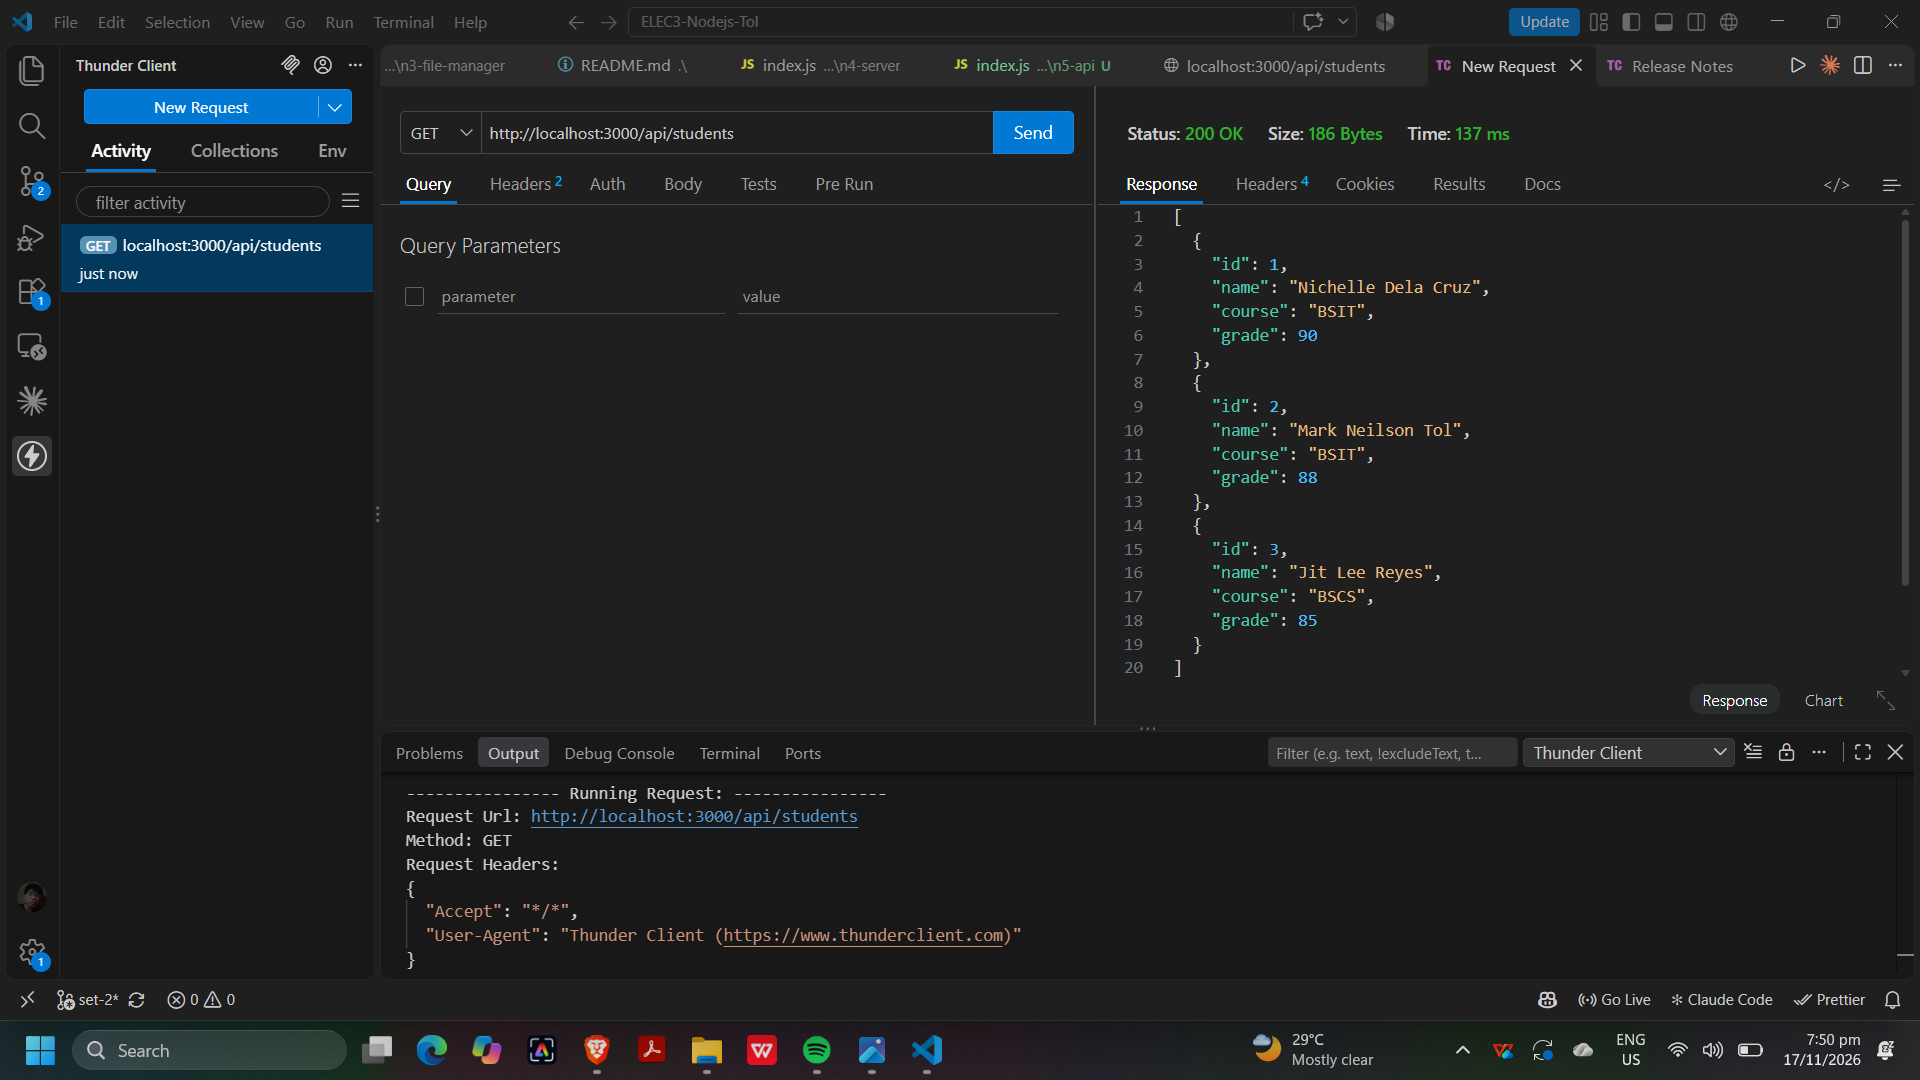 File Edit Selection View Go Run Terminal Help
ELEC3-Nodejs-Tol
Update
Thunder Client
...\n3-file-manager
README.md .\
JS index.js ...\n4-server
JS index.js ...\n5-api U
localhost:3000/api/students
TC New Request
TC Release Notes
New Request
Activity Collections Env
filter activity
GET localhost:3000/api/students
just now
2
1
1
GET http://localhost:3000/api/students Send
Query Headers 2 Auth Body Tests Pre Run
Query Parameters
parameter value
Status: 200 OK Size: 186 Bytes Time: 137 ms
Response Headers 4 Cookies Results Docs
</>
1 [
2 {
3 "id": 1,
4 "name": "Nichelle Dela Cruz",
5 "course": "BSIT",
6 "grade": 90
7 },
8 {
9 "id": 2,
10 "name": "Mark Neilson Tol",
11 "course": "BSIT",
12 "grade": 88
13 },
14 {
15 "id": 3,
16 "name": "Jit Lee Reyes",
17 "course": "BSCS",
18 "grade": 85
19 }
20 ]
Response Chart
Problems Output Debug Console Terminal Ports
Filter (e.g. text, !excludeText, t...
Thunder Client
---------------- Running Request: ----------------
Request Url: http://localhost:3000/api/students
Method: GET
Request Headers:
{
"Accept": "*/*",
"User-Agent": "Thunder Client (https://www.thunderclient.com)"
}
set-2* 0 0
Go Live Claude Code Prettier
Search
29°C
Mostly clear
ENG
US
7:50 pm
17/11/2026